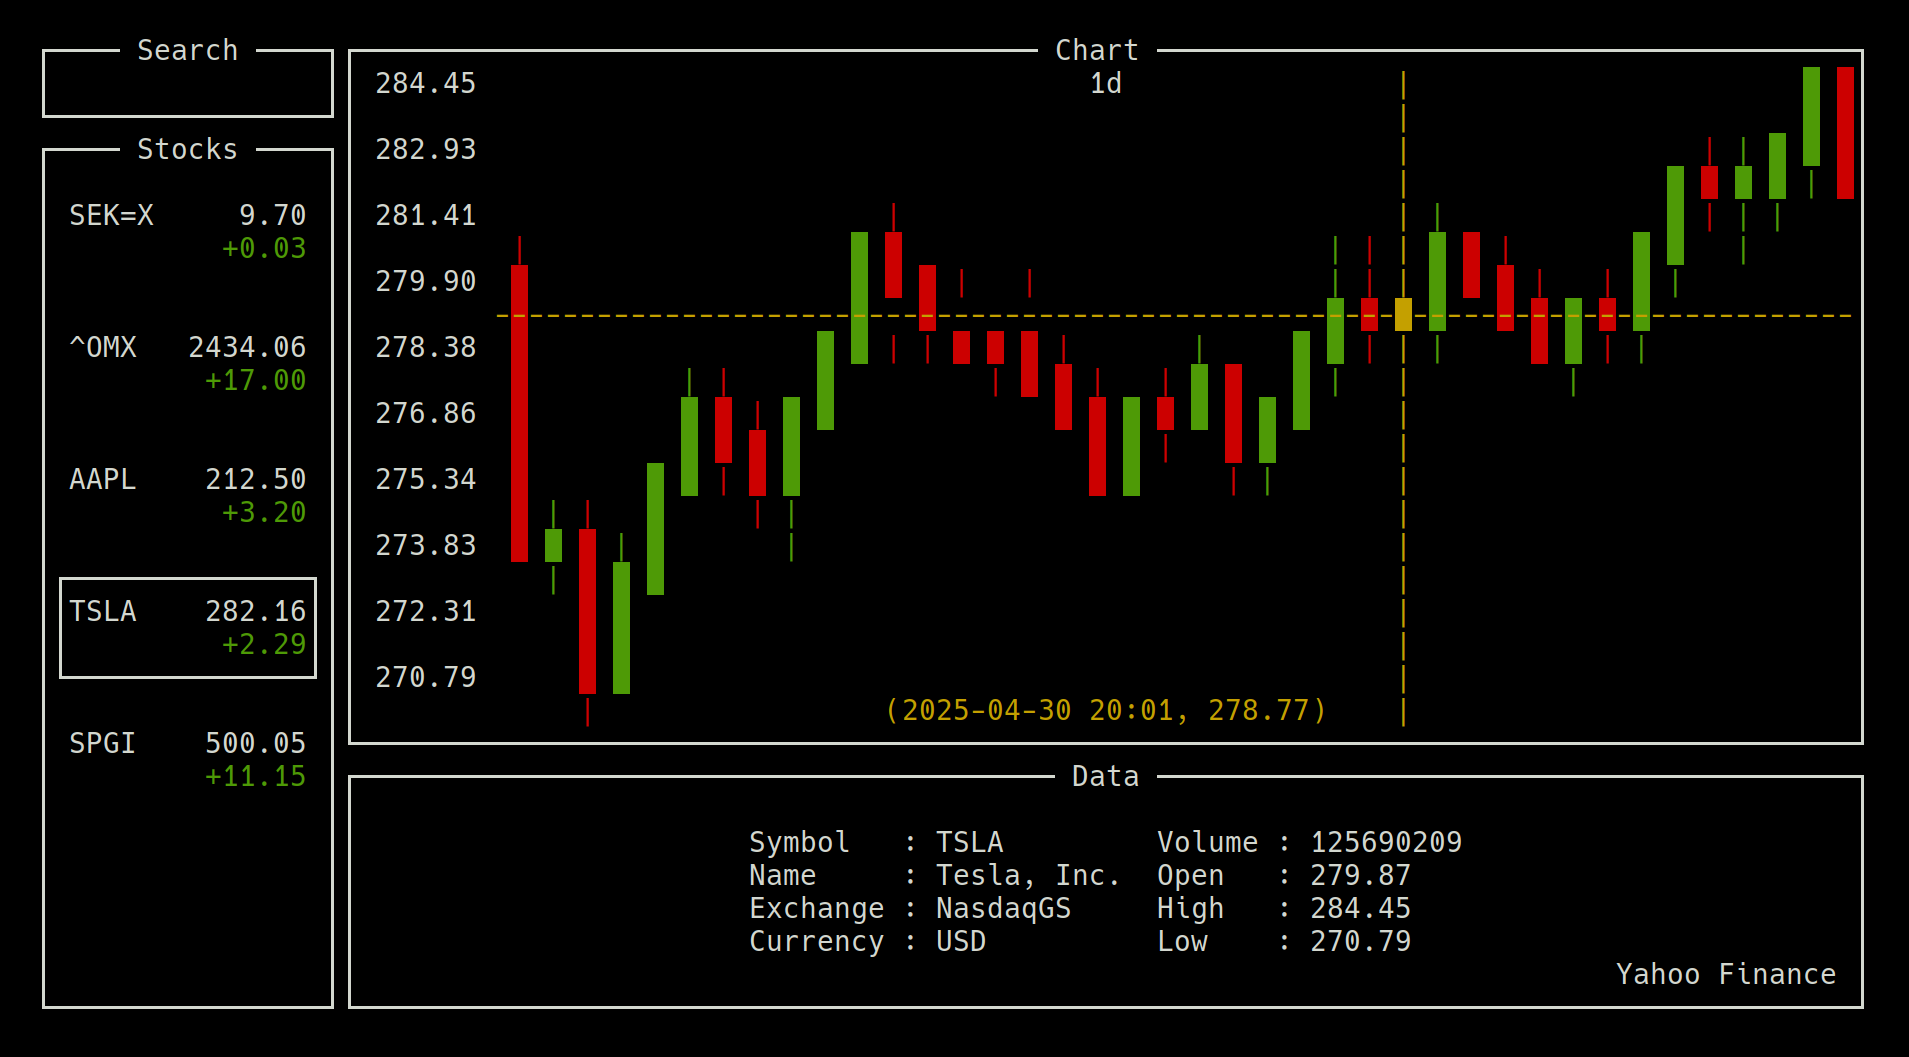 Search
Stocks
SEK=X 9.70
+0.03
^OMX 2434.06
+17.00
AAPL 212.50
+3.20
TSLA 282.16
+2.29
SPGI 500.05
+11.15
Chart
1d
284.45
282.93
281.41
279.90
278.38
276.86
275.34
273.83
272.31
270.79
(2025-04-30 20:01, 278.77)
Data
Symbol : TSLA Volume : 125690209
Name : Tesla, Inc. Open : 279.87
Exchange : NasdaqGS High : 284.45
Currency : USD Low : 270.79
Yahoo Finance